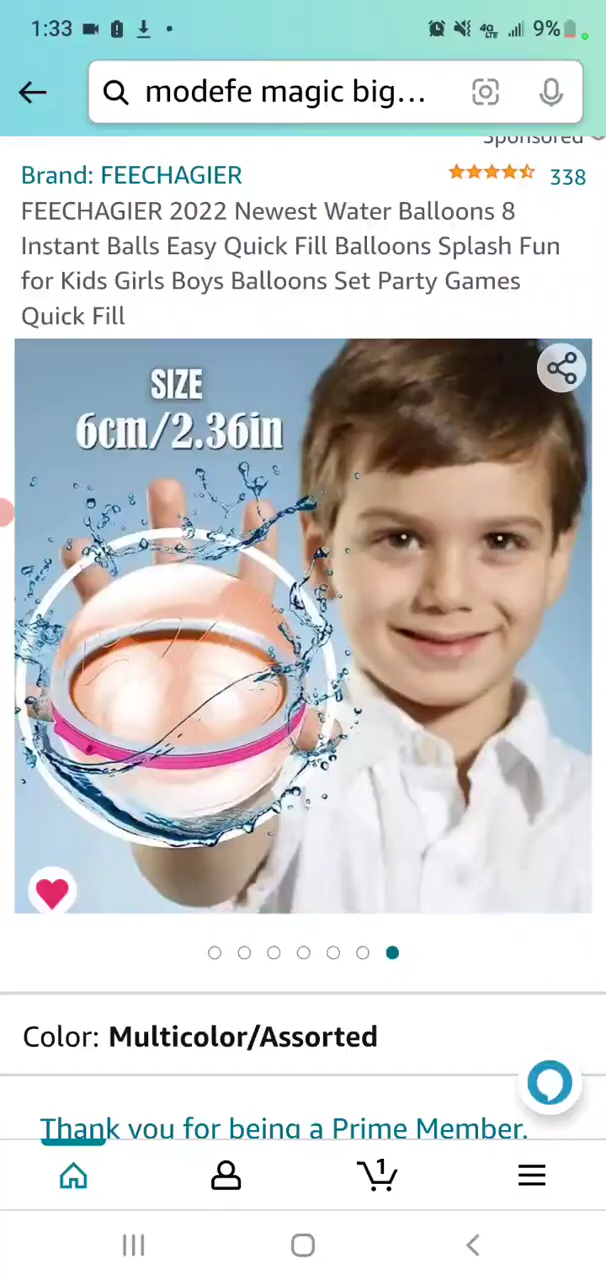 1:33
4G LTE 9%
modefe magic big...
Sponsored
Brand: FEECHAGIER
338
FEECHAGIER 2022 Newest Water Balloons 8
Instant Balls Easy Quick Fill Balloons Splash Fun
for Kids Girls Boys Balloons Set Party Games
Quick Fill
SIZE
6cm/2.36in
Color: Multicolor/Assorted
Thank you for being a Prime Member.
1